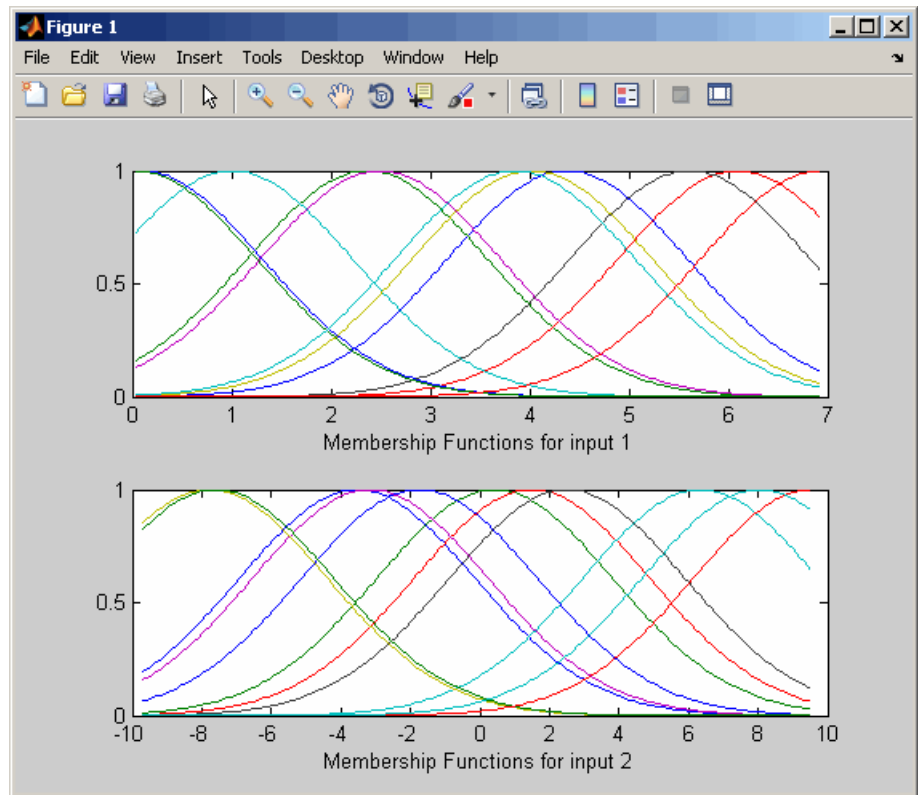 Figure 1
File Edit View Insert Tools Desktop Window Help
1
0.5
0
0 1 2 3 4 5 6 7
Membership Functions for input 1
1
0.5
0
-10 -8 -6 -4 -2 0 2 4 6 8 10
Membership Functions for input 2